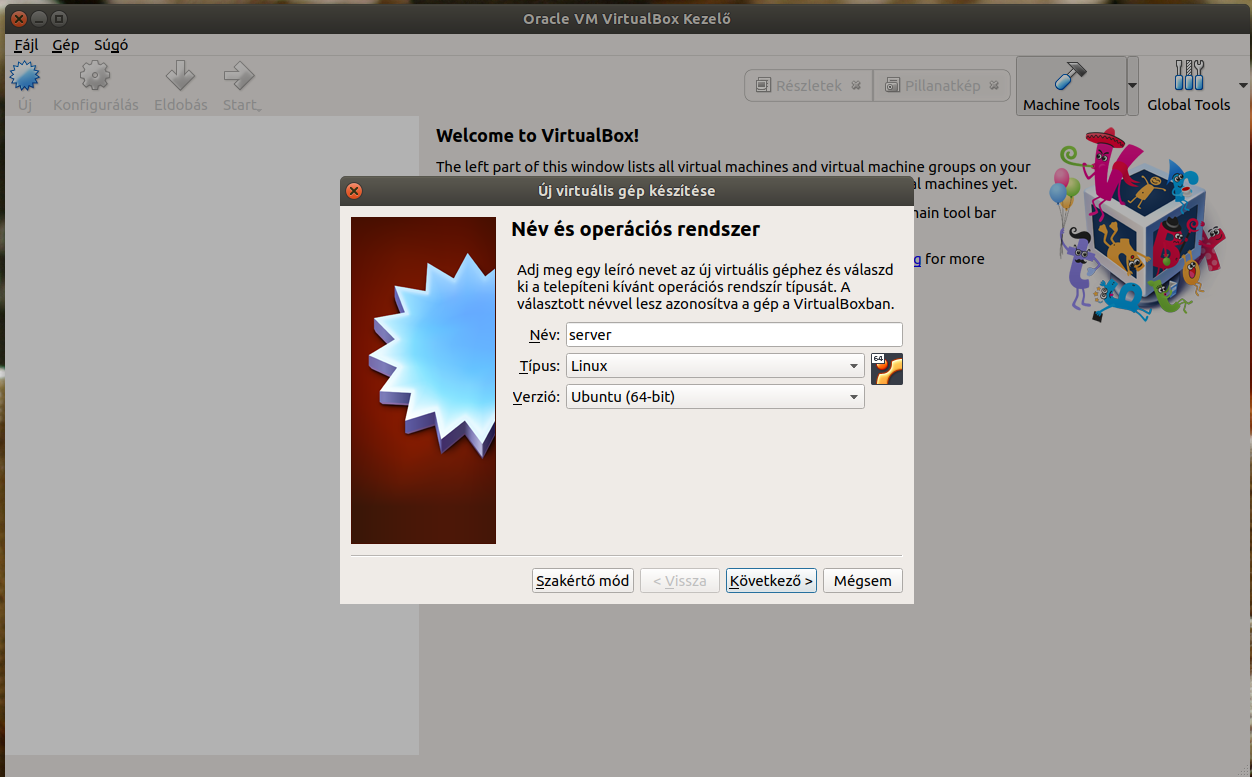 Oracle VM VirtualBox Kezelő
Fájl Gép Súgó
Új Konfigurálás Eldobás Start
Részletek Pillanatkép Machine Tools Global Tools
Welcome to VirtualBox!
The left part of this window lists all virtual machines and virtual machine groups on your
al machines yet.
main tool bar
g for more
Új virtuális gép készítése
Név és operációs rendszer
Adj meg egy leíró nevet az új virtuális géphez és válaszd
ki a telepíteni kívánt operációs rendszír típusát. A
választott névvel lesz azonosítva a gép a VirtualBoxban.
Név: server
Típus: Linux
64
Verzió: Ubuntu (64-bit)
Szakértő mód < Vissza Következő > Mégsem